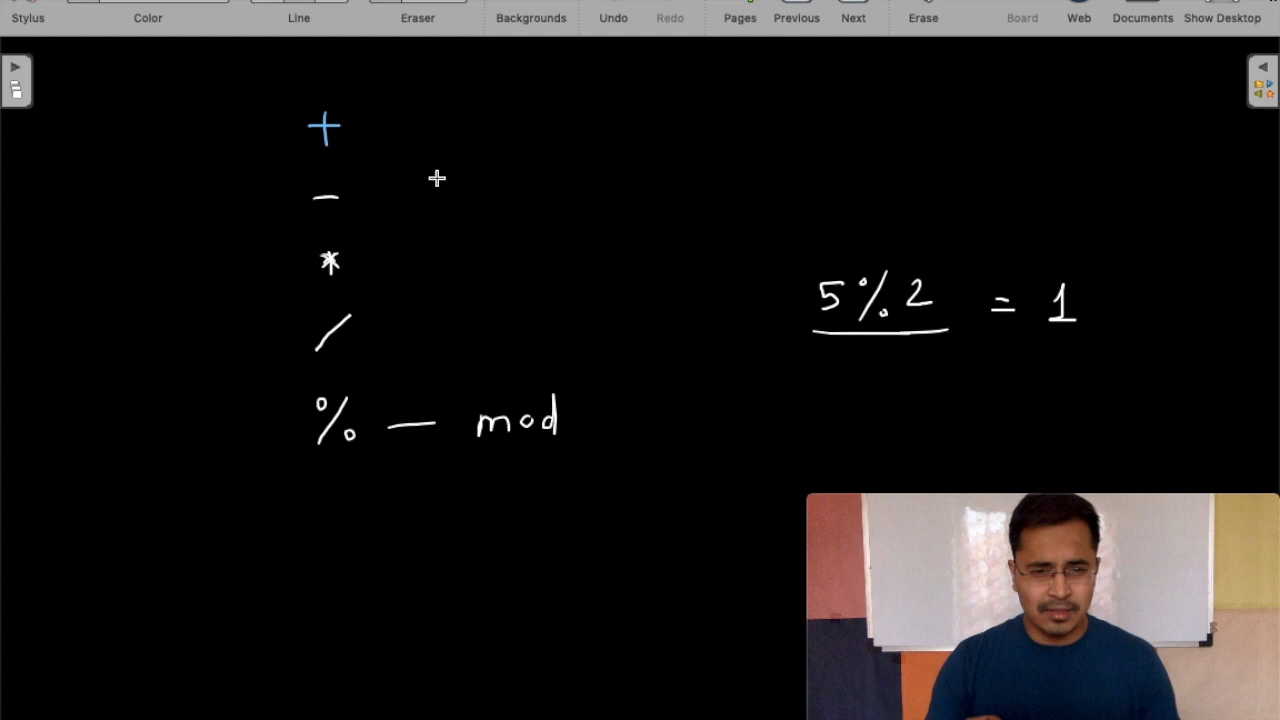 Stylus Color Line Eraser Backgrounds Undo Redo Pages Previous Next Erase Board Web Documents Show Desktop
+
-
*
/
% — mod
5%2 = 1